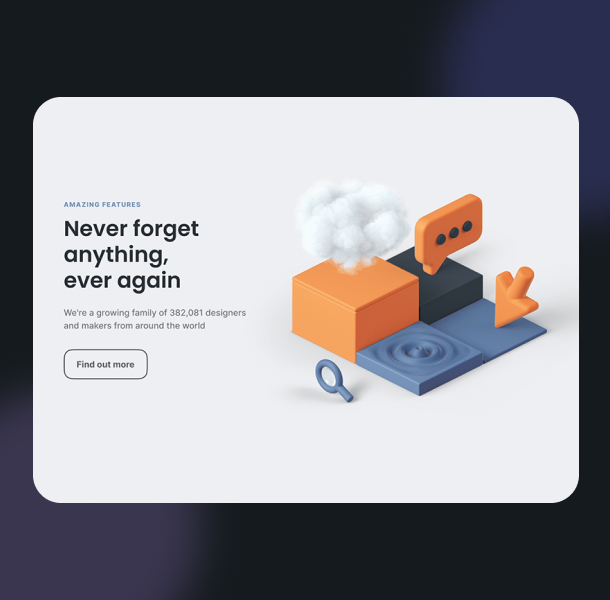 AMAZING FEATURES
Never forget
anything,
ever again
We're a growing family of 382,081 designers
and makers from around the world
Find out more